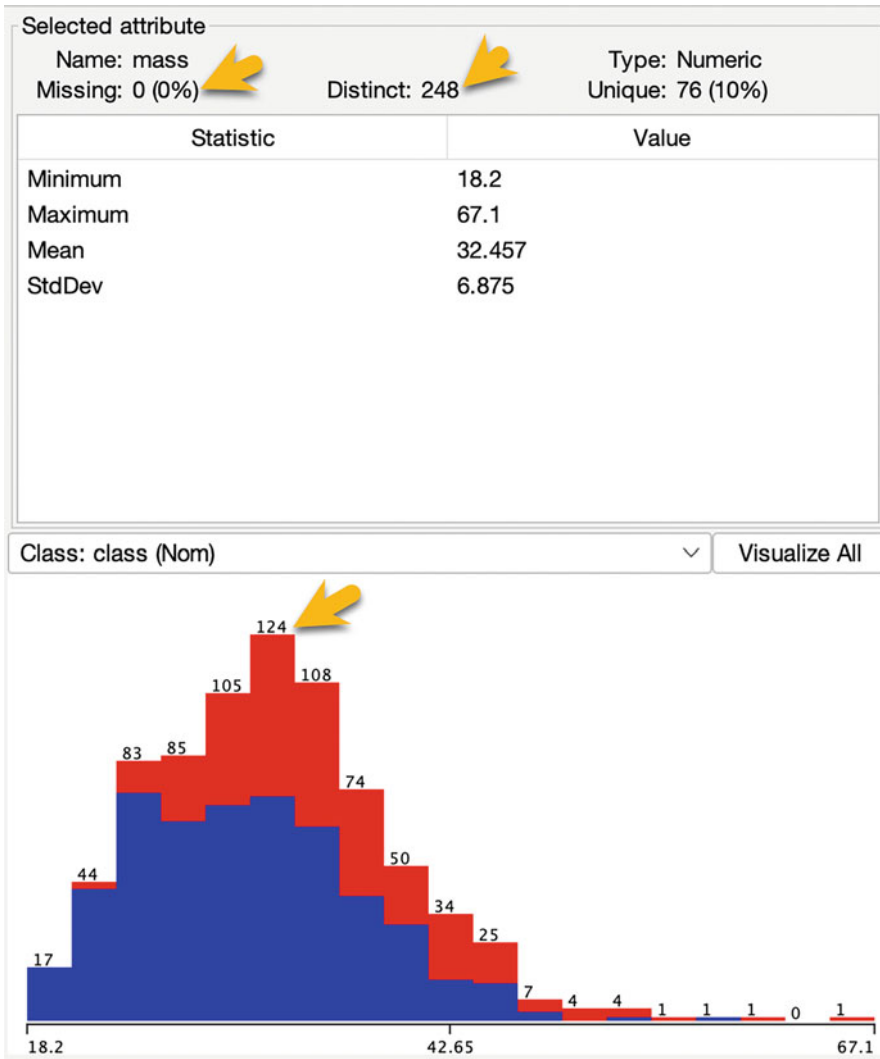 Selected attribute
Name: mass Type: Numeric
Missing: 0 (0%) Distinct: 248 Unique: 76 (10%)
Statistic Value
Minimum 18.2
Maximum 67.1
Mean 32.457
StdDev 6.875
Class: class (Nom) Visualize All
124
108
105
83 85
74
50
44
34
25
17
7 4 4 1 1 1 0 1
18.2 42.65 67.1